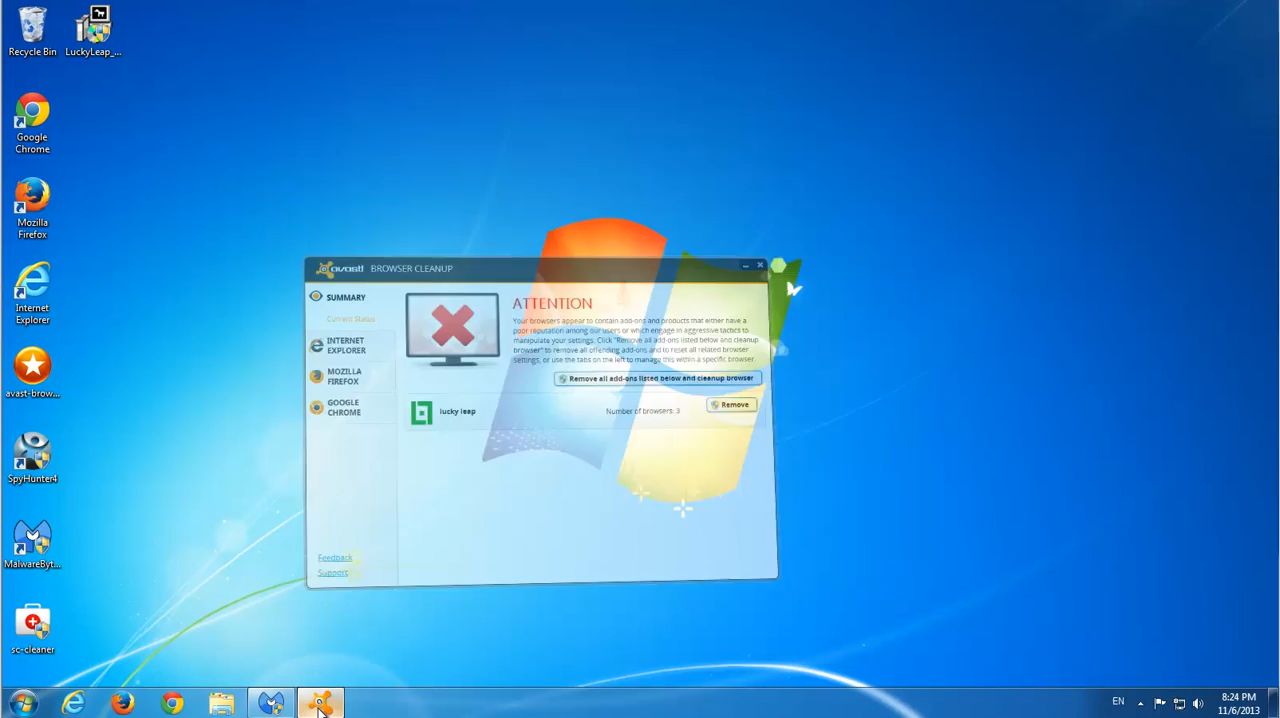 Recycle Bin
LuckyLeap_...
Google
Chrome
Mozilla
Firefox
Internet
Explorer
avast-brow...
SpyHunter4
MalwareByt...
sc-cleaner
avast! BROWSER CLEANUP
SUMMARY
Current Status
INTERNET
EXPLORER
MOZILLA
FIREFOX
GOOGLE
CHROME
Feedback
Support
ATTENTION
Your browsers appear to contain add-ons and products that either have a
poor reputation among our users or which engage in aggressive tactics to
manipulate your settings. Click "Remove all add-ons listed below and cleanup
browser" to remove all offending add-ons and to reset all related browser
settings, or use the tabs on the left to manage this within a specific browser.
Remove all add-ons listed below and cleanup browser
lucky leap
Number of browsers: 3
Remove
EN
8:24 PM
11/6/2013